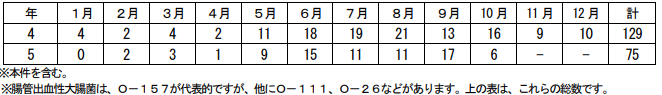 年 １月 ２月 ３月 ４月 ５月 ６月 ７月 ８月 ９月 10月 11月 12月 計
4 4 2 4 2 11 18 19 21 13 16 9 10 129
5 0 2 3 1 9 15 11 11 17 6 － － 75
※本件を含む。
※腸管出血性大腸菌は、Ｏ－１５７が代表的ですが、他にＯ－１１１、Ｏ－２６などがあります。上の表は、これらの総数です。